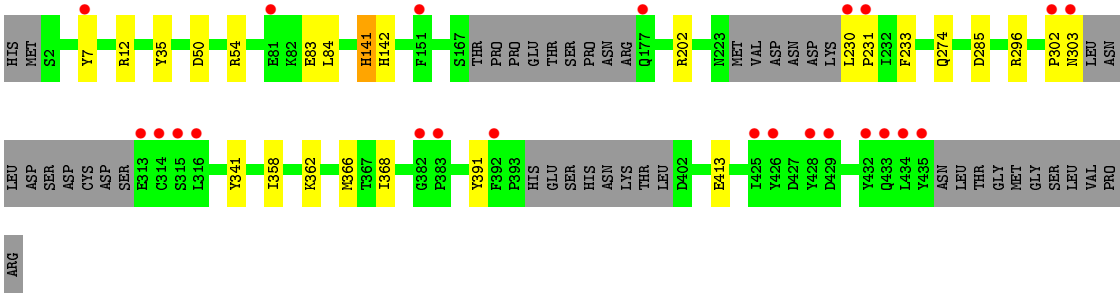 HIS MET S2 Y7 R12 Y35 D50 R54 E81 K82 E83 L84 H141 H142 F151 S167 THR PRO PRO GLU THR SER PRO ASN ARG Q177 R202 N223 MET VAL ASP ASN ASP LYS L230 P231 I232 F233 Q274 D285 R296 P302 N303 LEU ASN
LEU ASP SER ASP CYS ASP SER E313 C314 S315 L316 Y341 I358 K362 M366 T367 I368 G382 P383 Y391 F392 P393 HIS GLU SER HIS ASN LYS THR LEU D402 E413 I425 Y426 D427 Y428 D429 Y432 Q433 L434 Y435 ASN LEU THR GLY MET GLY SER LEU VAL PRO
ARG